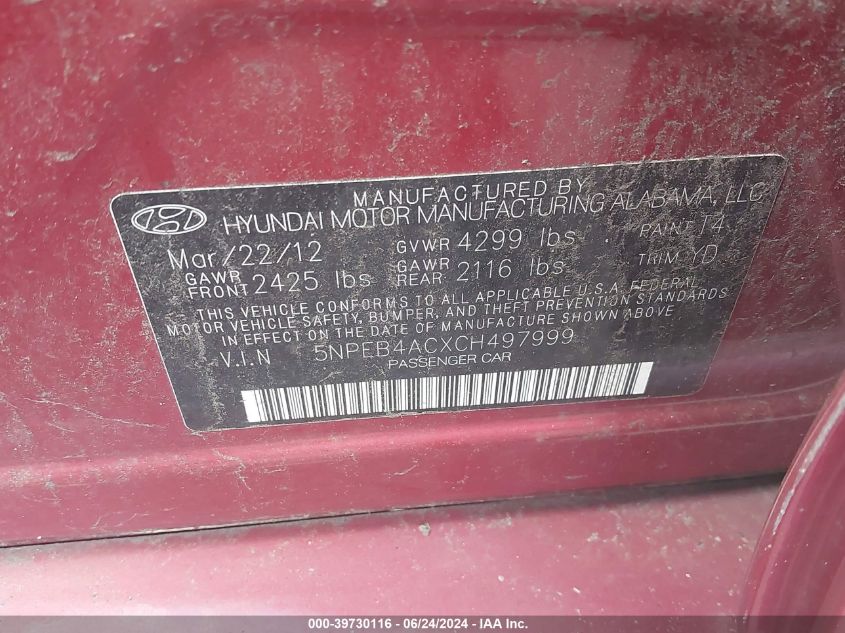 MANUFACTURED BY
HYUNDAI MOTOR MANUFACTURING ALABAMA, LLC
Mar/22/12 GVWR 4299 lbs PAINT T4
GAWR FRONT 2425 lbs GAWR REAR 2116 lbs TRIM YD
THIS VEHICLE CONFORMS TO ALL APPLICABLE U.S.A. FEDERAL
MOTOR VEHICLE SAFETY, BUMPER, AND THEFT PREVENTION STANDARDS
IN EFFECT ON THE DATE OF MANUFACTURE SHOWN ABOVE
V.I.N 5NPEB4ACXCH497999
PASSENGER CAR
000-39730116 - 06/24/2024 - IAA Inc.